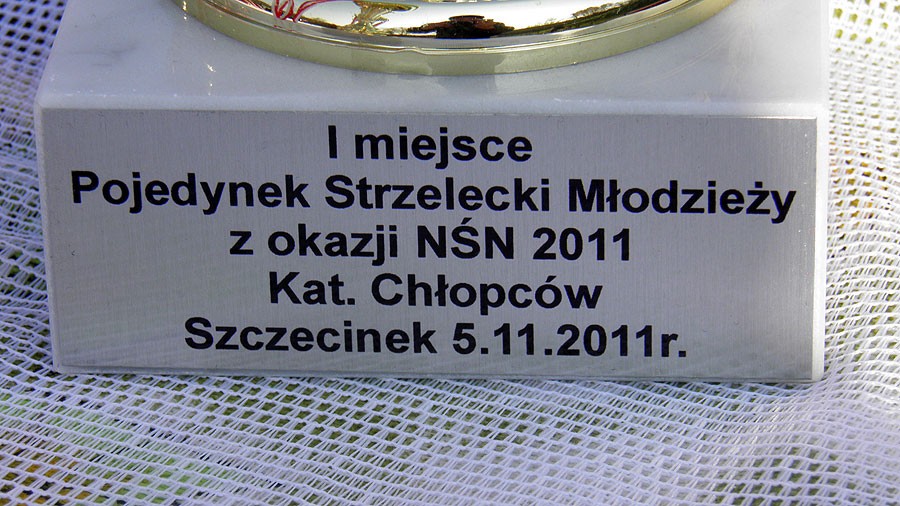 I miejsce
Pojedynek Strzelecki Młodzieży
z okazji NŚN 2011
Kat. Chłopców
Szczecinek 5.11.2011r.